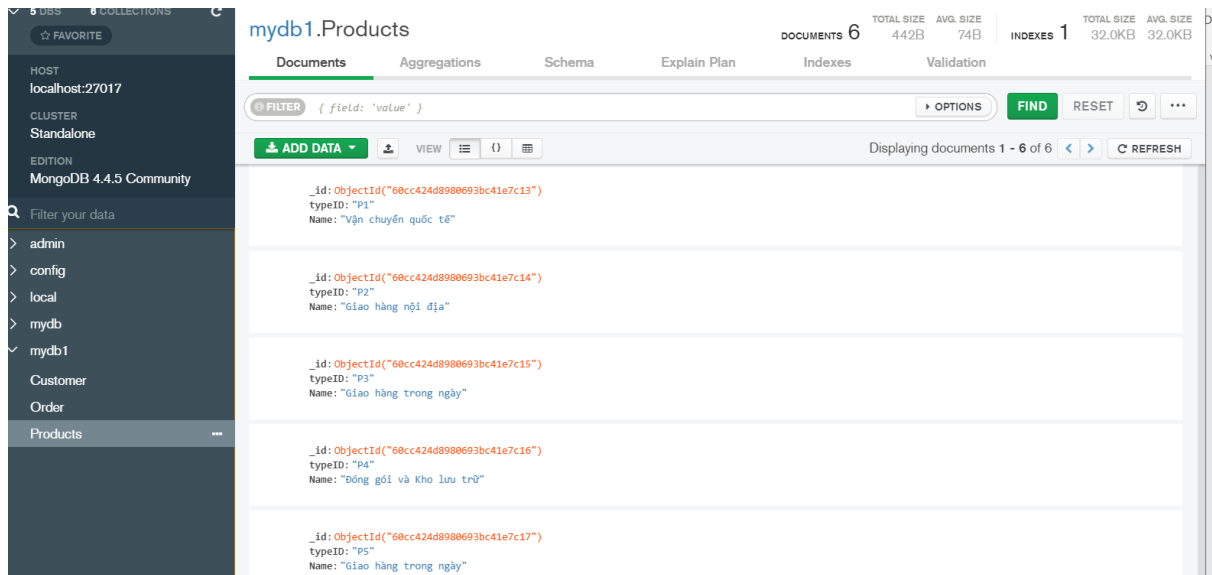 5 DBS 6 COLLECTIONS
FAVORITE
HOST
localhost:27017
CLUSTER
Standalone
EDITION
MongoDB 4.4.5 Community
Filter your data
admin
config
local
mydb
mydb1
Customer
Order
Products
mydb1.Products
DOCUMENTS 6
TOTAL SIZE 442B
AVG. SIZE 74B
INDEXES 1
TOTAL SIZE 32.0KB
AVG. SIZE 32.0KB
Documents Aggregations Schema Explain Plan Indexes Validation
FILTER { field: 'value' } OPTIONS FIND RESET
ADD DATA VIEW {} Displaying documents 1 - 6 of 6 < > REFRESH
_id: ObjectId("60cc424d8980693bc41e7c13")
typeID: "P1"
Name: "Vận chuyển quốc tế"
_id: ObjectId("60cc424d8980693bc41e7c14")
typeID: "P2"
Name: "Giao hàng nội địa"
_id: ObjectId("60cc424d8980693bc41e7c15")
typeID: "P3"
Name: "Giao hàng trong ngày"
_id: ObjectId("60cc424d8980693bc41e7c16")
typeID: "P4"
Name: "Đóng gói và Kho lưu trữ"
_id: ObjectId("60cc424d8980693bc41e7c17")
typeID: "P5"
Name: "Giao hàng trong ngày"